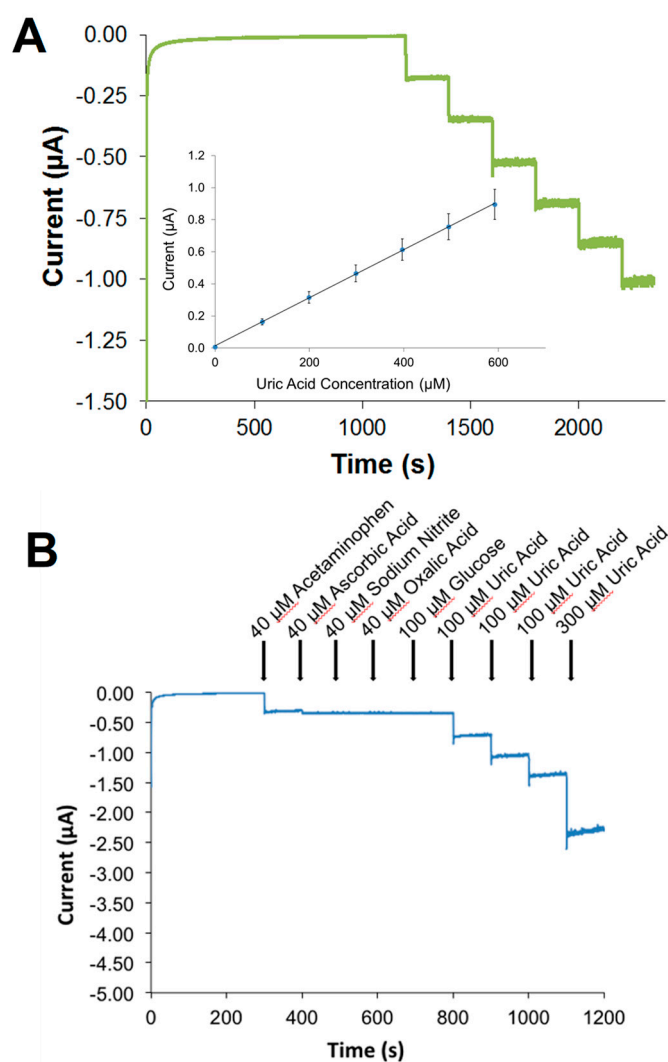 A
0.00
-0.25
-0.50
-0.75
-1.00
-1.25
-1.50
Current (µA)
0
500
1000
1500
2000
Time (s)
1.2
1.0
0.8
0.6
0.4
0.2
0.0
Current (µA)
0
200
400
600
Uric Acid Concentration (µM)
B
40 µM Acetaminophen
40 µM Ascorbic Acid
40 µM Sodium Nitrite
40 µM Oxalic Acid
100 µM Glucose
100 µM Uric Acid
100 µM Uric Acid
100 µM Uric Acid
300 µM Uric Acid
0.00
-0.50
-1.00
-1.50
-2.00
-2.50
-3.00
-3.50
-4.00
-4.50
-5.00
Current (µA)
0
200
400
600
800
1000
1200
Time (s)